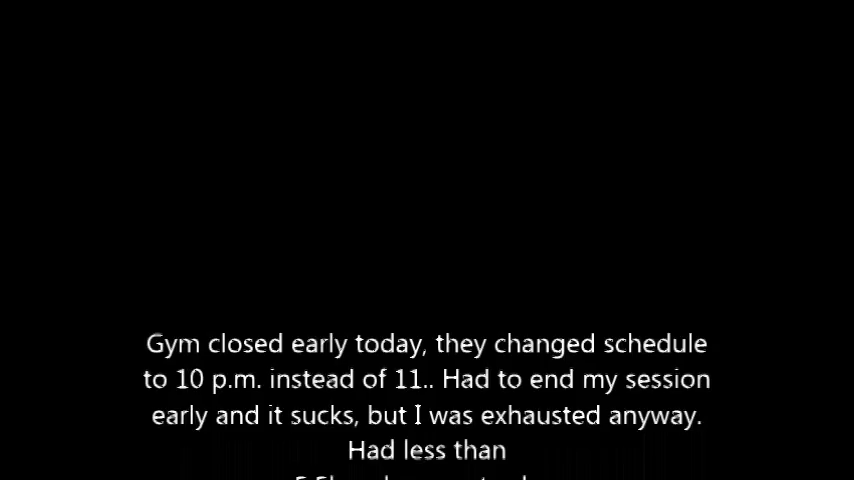 Gym closed early today, they changed schedule
to 10 p.m. instead of 11.. Had to end my session
early and it sucks, but I was exhausted anyway.
Had less than